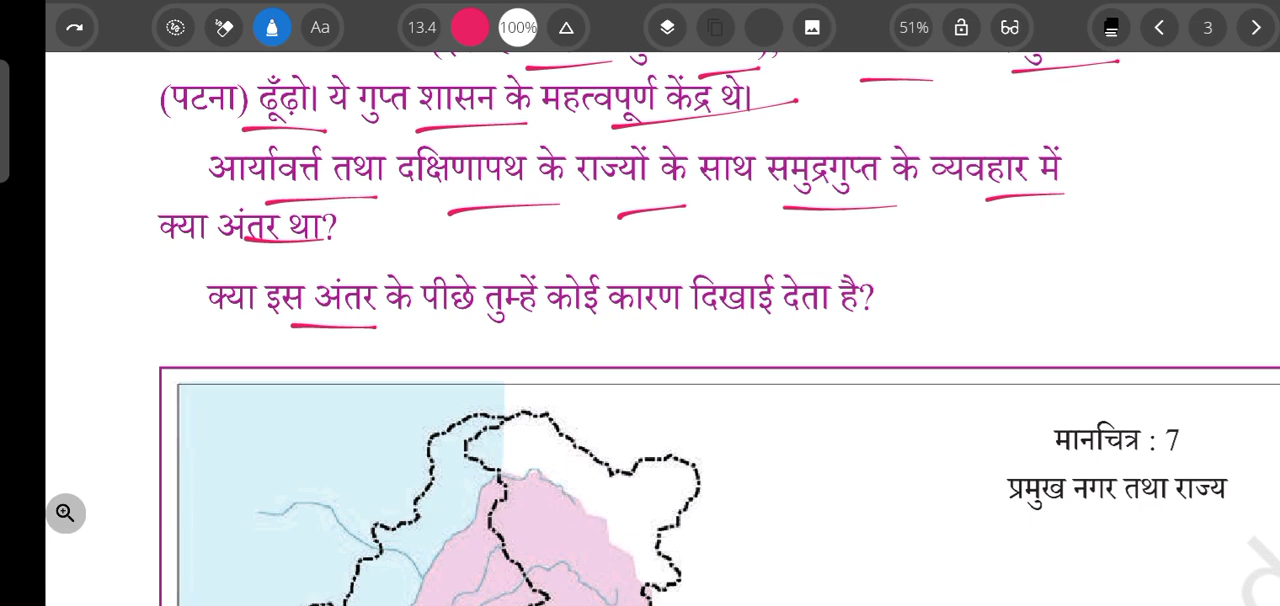 Aa 13.4 100% 51% 3
(पटना) ढूँढ़ो। ये गुप्त शासन के महत्वपूर्ण केंद्र थे।
आर्यावर्त्त तथा दक्षिणापथ के राज्यों के साथ समुद्रगुप्त के व्यवहार में
क्या अंतर था?
क्या इस अंतर के पीछे तुम्हें कोई कारण दिखाई देता है?
मानचित्र : 7
प्रमुख नगर तथा राज्य